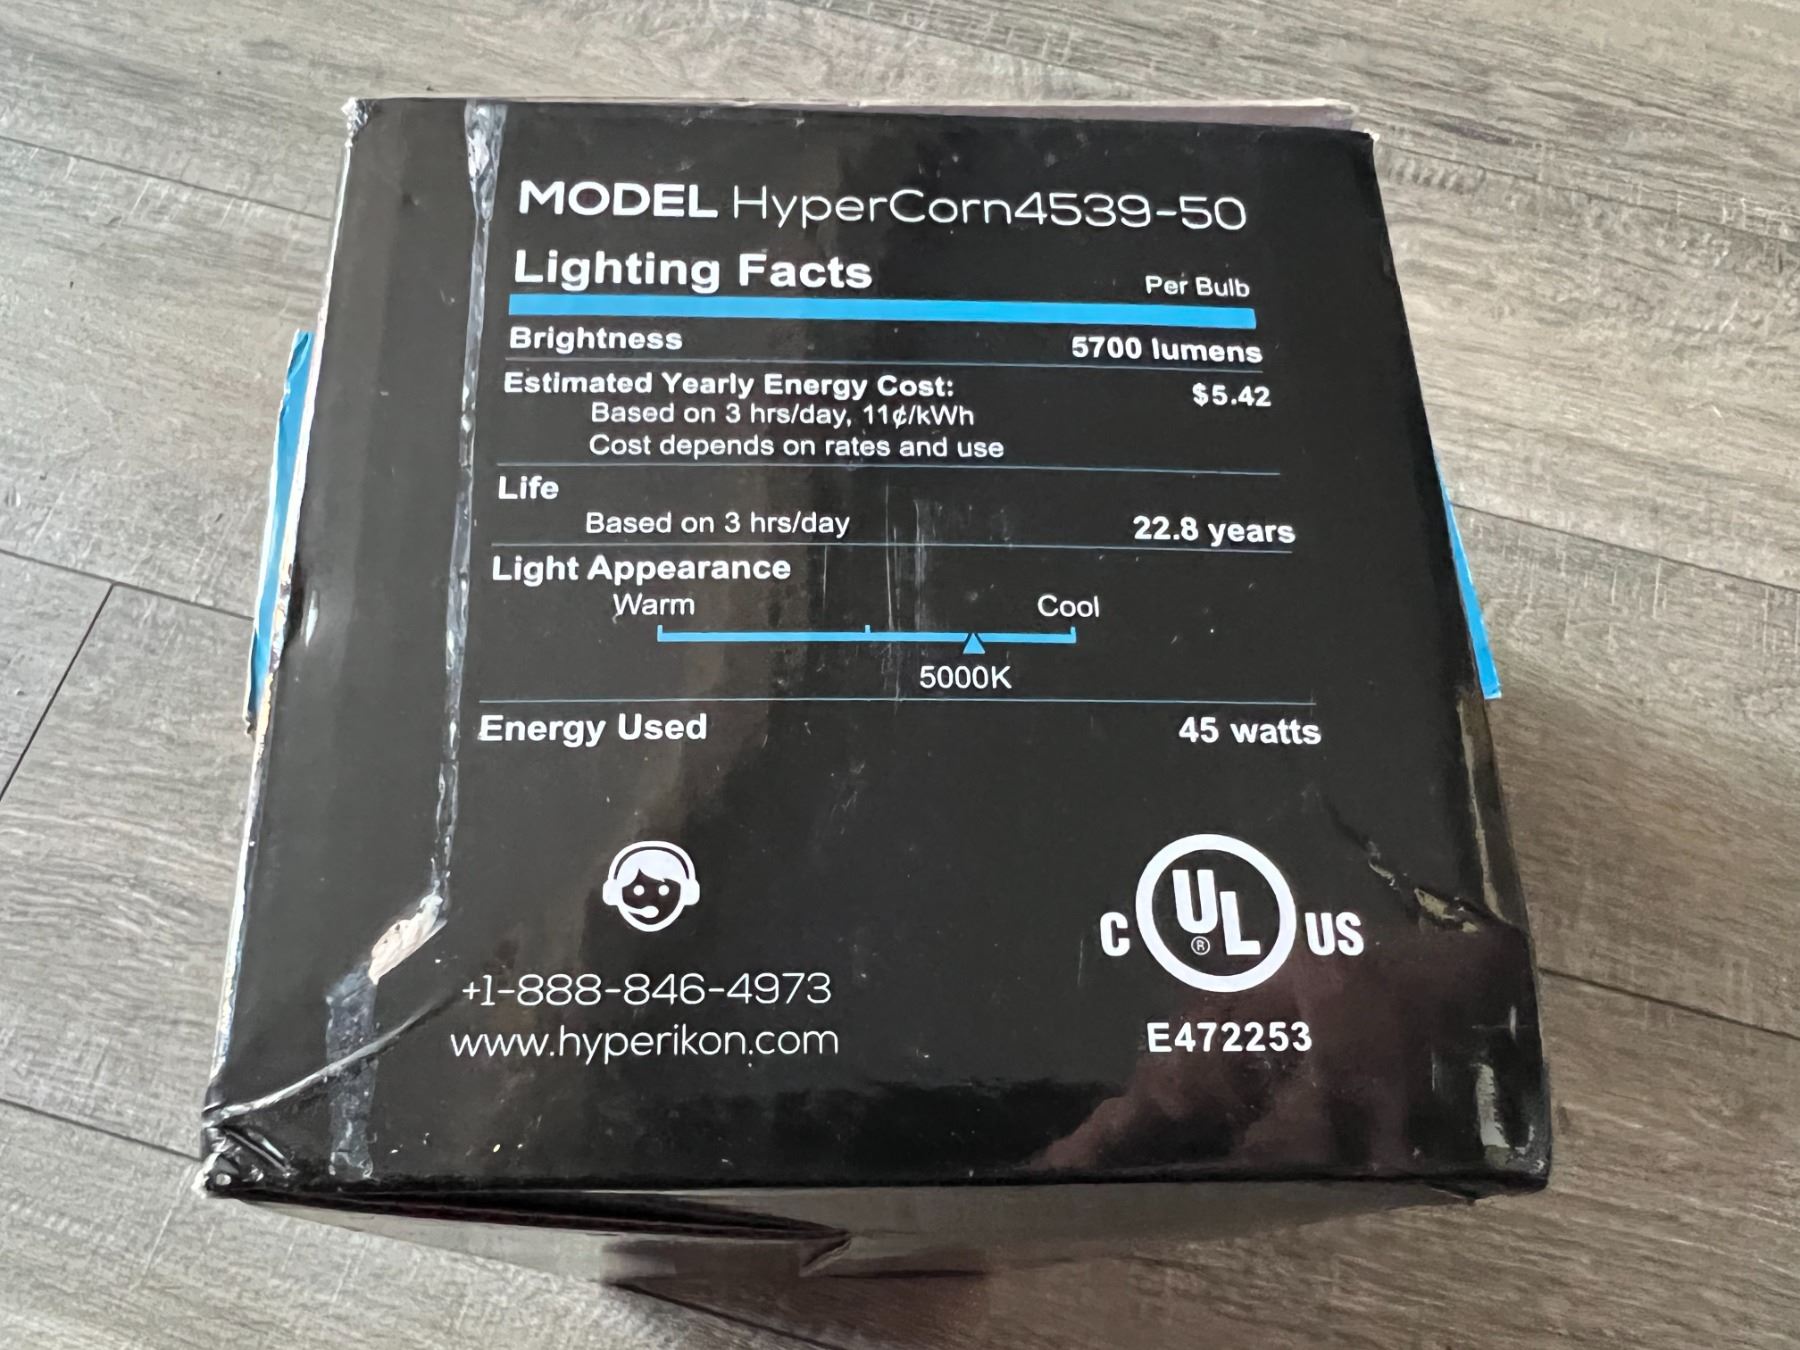 MODEL HyperCorn4539-50
Lighting Facts Per Bulb
Brightness 5700 lumens
Estimated Yearly Energy Cost: $5.42
Based on 3 hrs/day, 11¢/kWh
Cost depends on rates and use
Life
Based on 3 hrs/day 22.8 years
Light Appearance
Warm Cool
5000K
Energy Used 45 watts
C UL® US
+1-888-846-4973
www.hyperikon.com
E472253